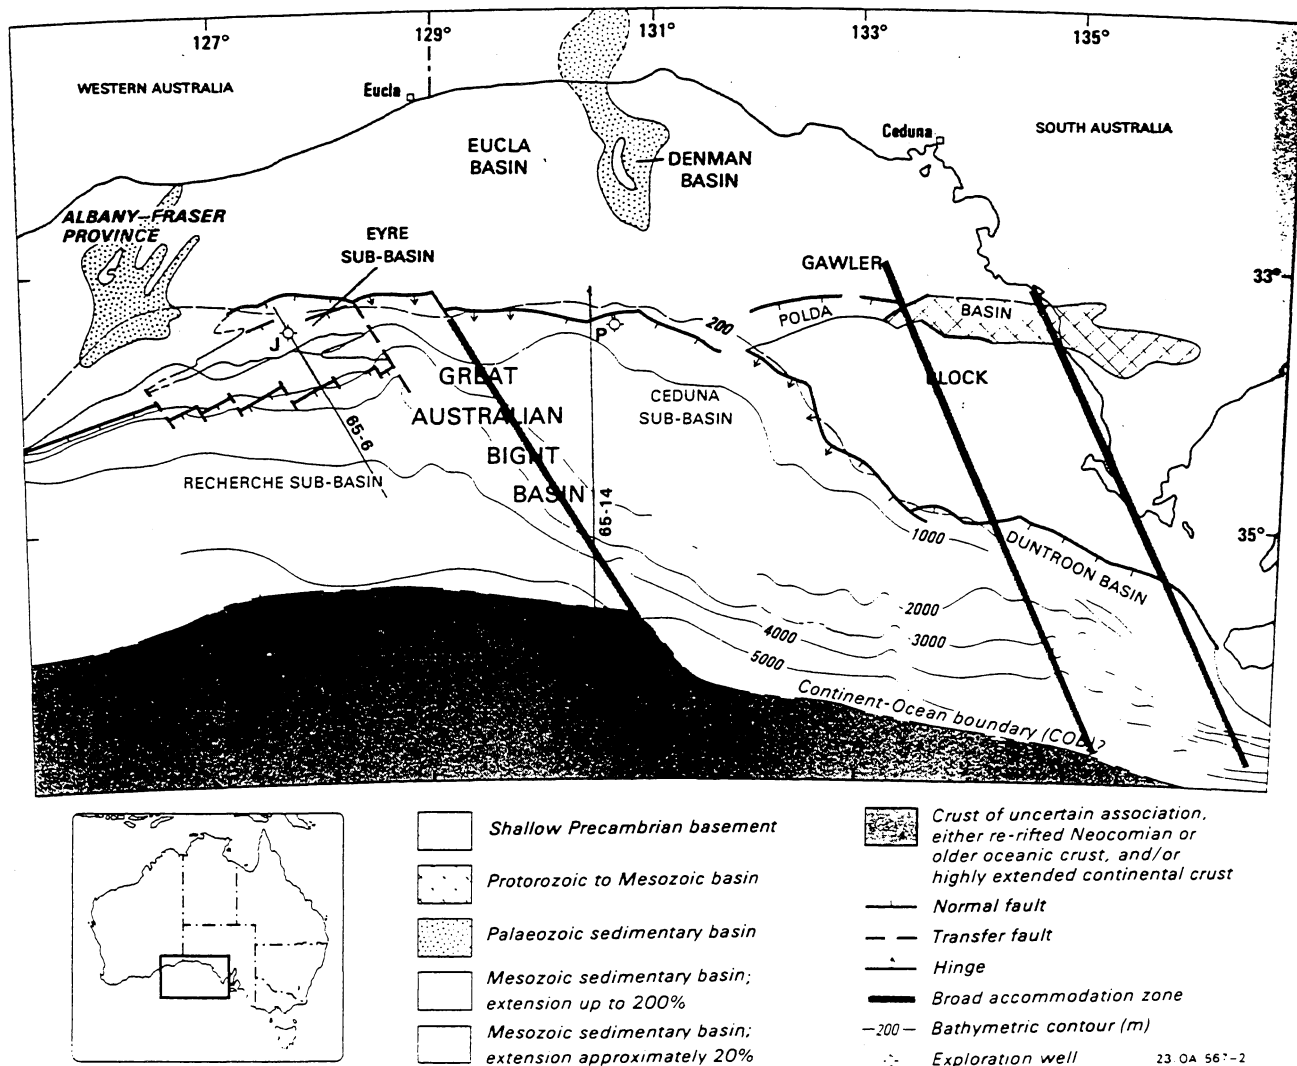 127°
129°
131°
133°
135°
WESTERN AUSTRALIA
Eucla
Ceduna
SOUTH AUSTRALIA
EUCLA
BASIN
DENMAN
BASIN
ALBANY-FRASER
PROVINCE
EYRE
SUB-BASIN
GAWLER
33°
POLDA
BASIN
200
J
P
BLOCK
GREAT
AUSTRALIAN
BIGHT
BASIN
CEDUNA
SUB-BASIN
65-6
65-14
RECHERCHE SUB-BASIN
35°
1000
DUNTROON BASIN
2000
3000
4000
5000
Continent-Ocean boundary (COB)?
Shallow Precambrian basement
Protorozoic to Mesozoic basin
Palaeozoic sedimentary basin
Mesozoic sedimentary basin;
extension up to 200%
Mesozoic sedimentary basin;
extension approximately 20%
Crust of uncertain association,
either re-rifted Neocomian or
older oceanic crust, and/or
highly extended continental crust
Normal fault
Transfer fault
Hinge
Broad accommodation zone
—200— Bathymetric contour (m)
Exploration well
23 OA 567-2